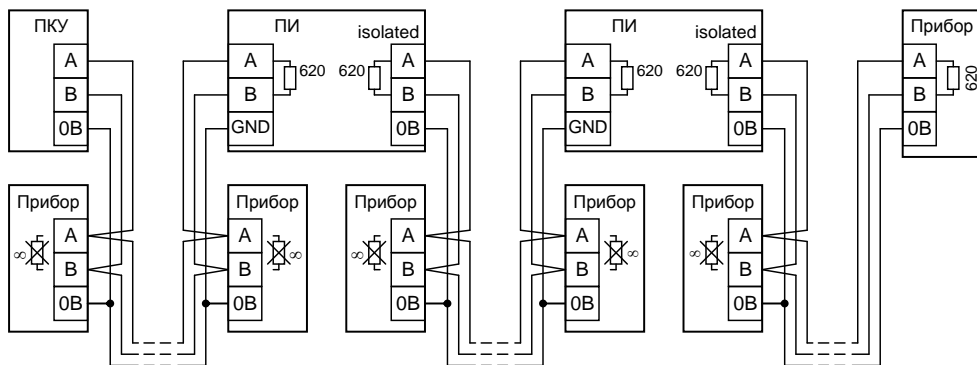 ПКУ ПИ isolated ПИ isolated Прибор
A A A A A A
620 620 620 620 620
B B B B B B
0В GND 0В GND 0В 0В
Прибор Прибор Прибор Прибор Прибор
A A A A A
∞ ∞ ∞ ∞ ∞
B B B B B
0В 0В 0В 0В 0В